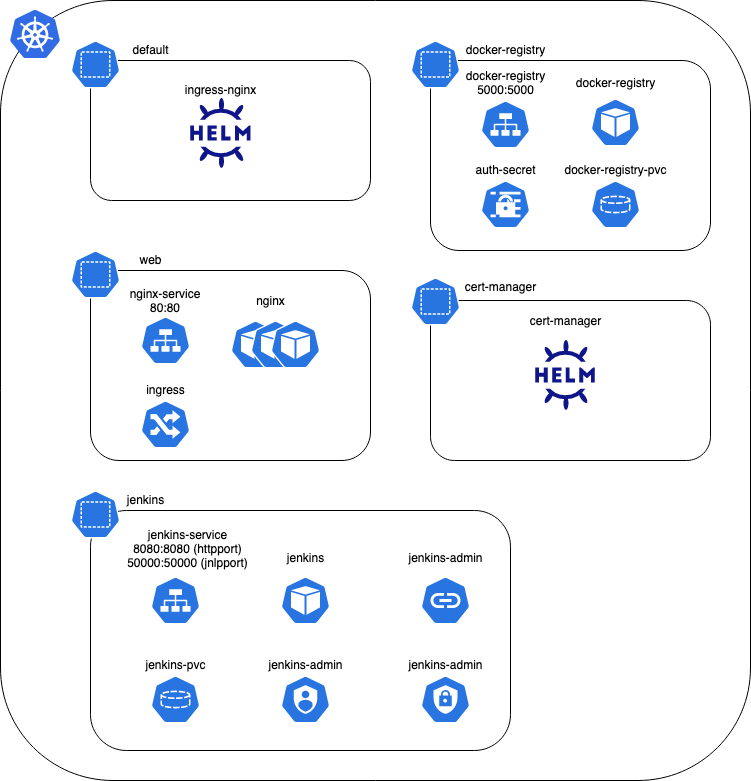 default
ingress-nginx
HELM
docker-registry
docker-registry
5000:5000
docker-registry
auth-secret
docker-registry-pvc
web
nginx-service
80:80
nginx
ingress
cert-manager
cert-manager
HELM
jenkins
jenkins-service
8080:8080 (httpport)
50000:50000 (jnlpport)
jenkins
jenkins-admin
jenkins-pvc
jenkins-admin
jenkins-admin